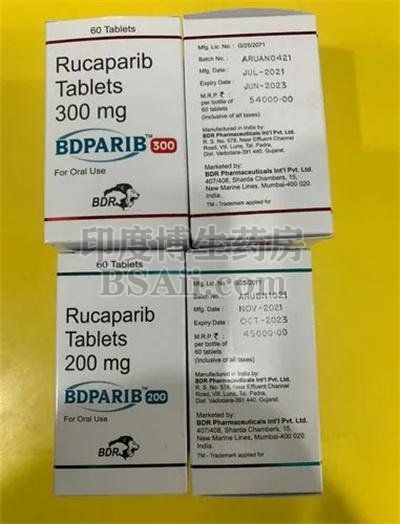 60 Tablets
Rucaparib
Tablets
300 mg
BDPARIB™ 300
For Oral Use
BDR
Mfg. Lic. No.: G/25/2071
Batch No. : ARUAN0421
Mfg. Date : JUL-2021
Expiry Date : JUN-2023
M.R.P. ₹ : 54000.00
per bottle of
60 tablets
(Inclusive of all taxes)
Manufactured in India by:
BDR Pharmaceuticals Int'l Pvt. Ltd.
R. S. No. 578, Near Effluent Channel
Road, Vill. Luna, Tal. Padra,
Dist. Vadodara-391 440. Gujarat.
Marketed by:
BDR Pharmaceuticals Int'l Pvt. Ltd.
407/408, Sharda Chambers, 15,
New Marine Lines, Mumbai-400 020.
India.
TM - Trademark applied for
印度博生药房
BSAii.com
60 Tablets
Rucaparib
Tablets
200 mg
BDPARIB™ 200
For Oral Use
BDR
Mfg. Lic. No.: G/25/2071
Batch No. : ARUBN1021
Mfg. Date : NOV-2021
Expiry Date : OCT-2023
M.R.P. ₹ : 45000.00
per bottle of
60 tablets
(Inclusive of all taxes)
Manufactured in India by:
BDR Pharmaceuticals Int'l Pvt. Ltd.
R. S. No. 578, Near Effluent Channel
Road, Vill. Luna, Tal. Padra,
Dist. Vadodara-391 440. Gujarat.
Marketed by:
BDR Pharmaceuticals Int'l Pvt. Ltd.
407/408, Sharda Chambers, 15,
New Marine Lines, Mumbai-400 020.
India.
TM - Trademark applied for